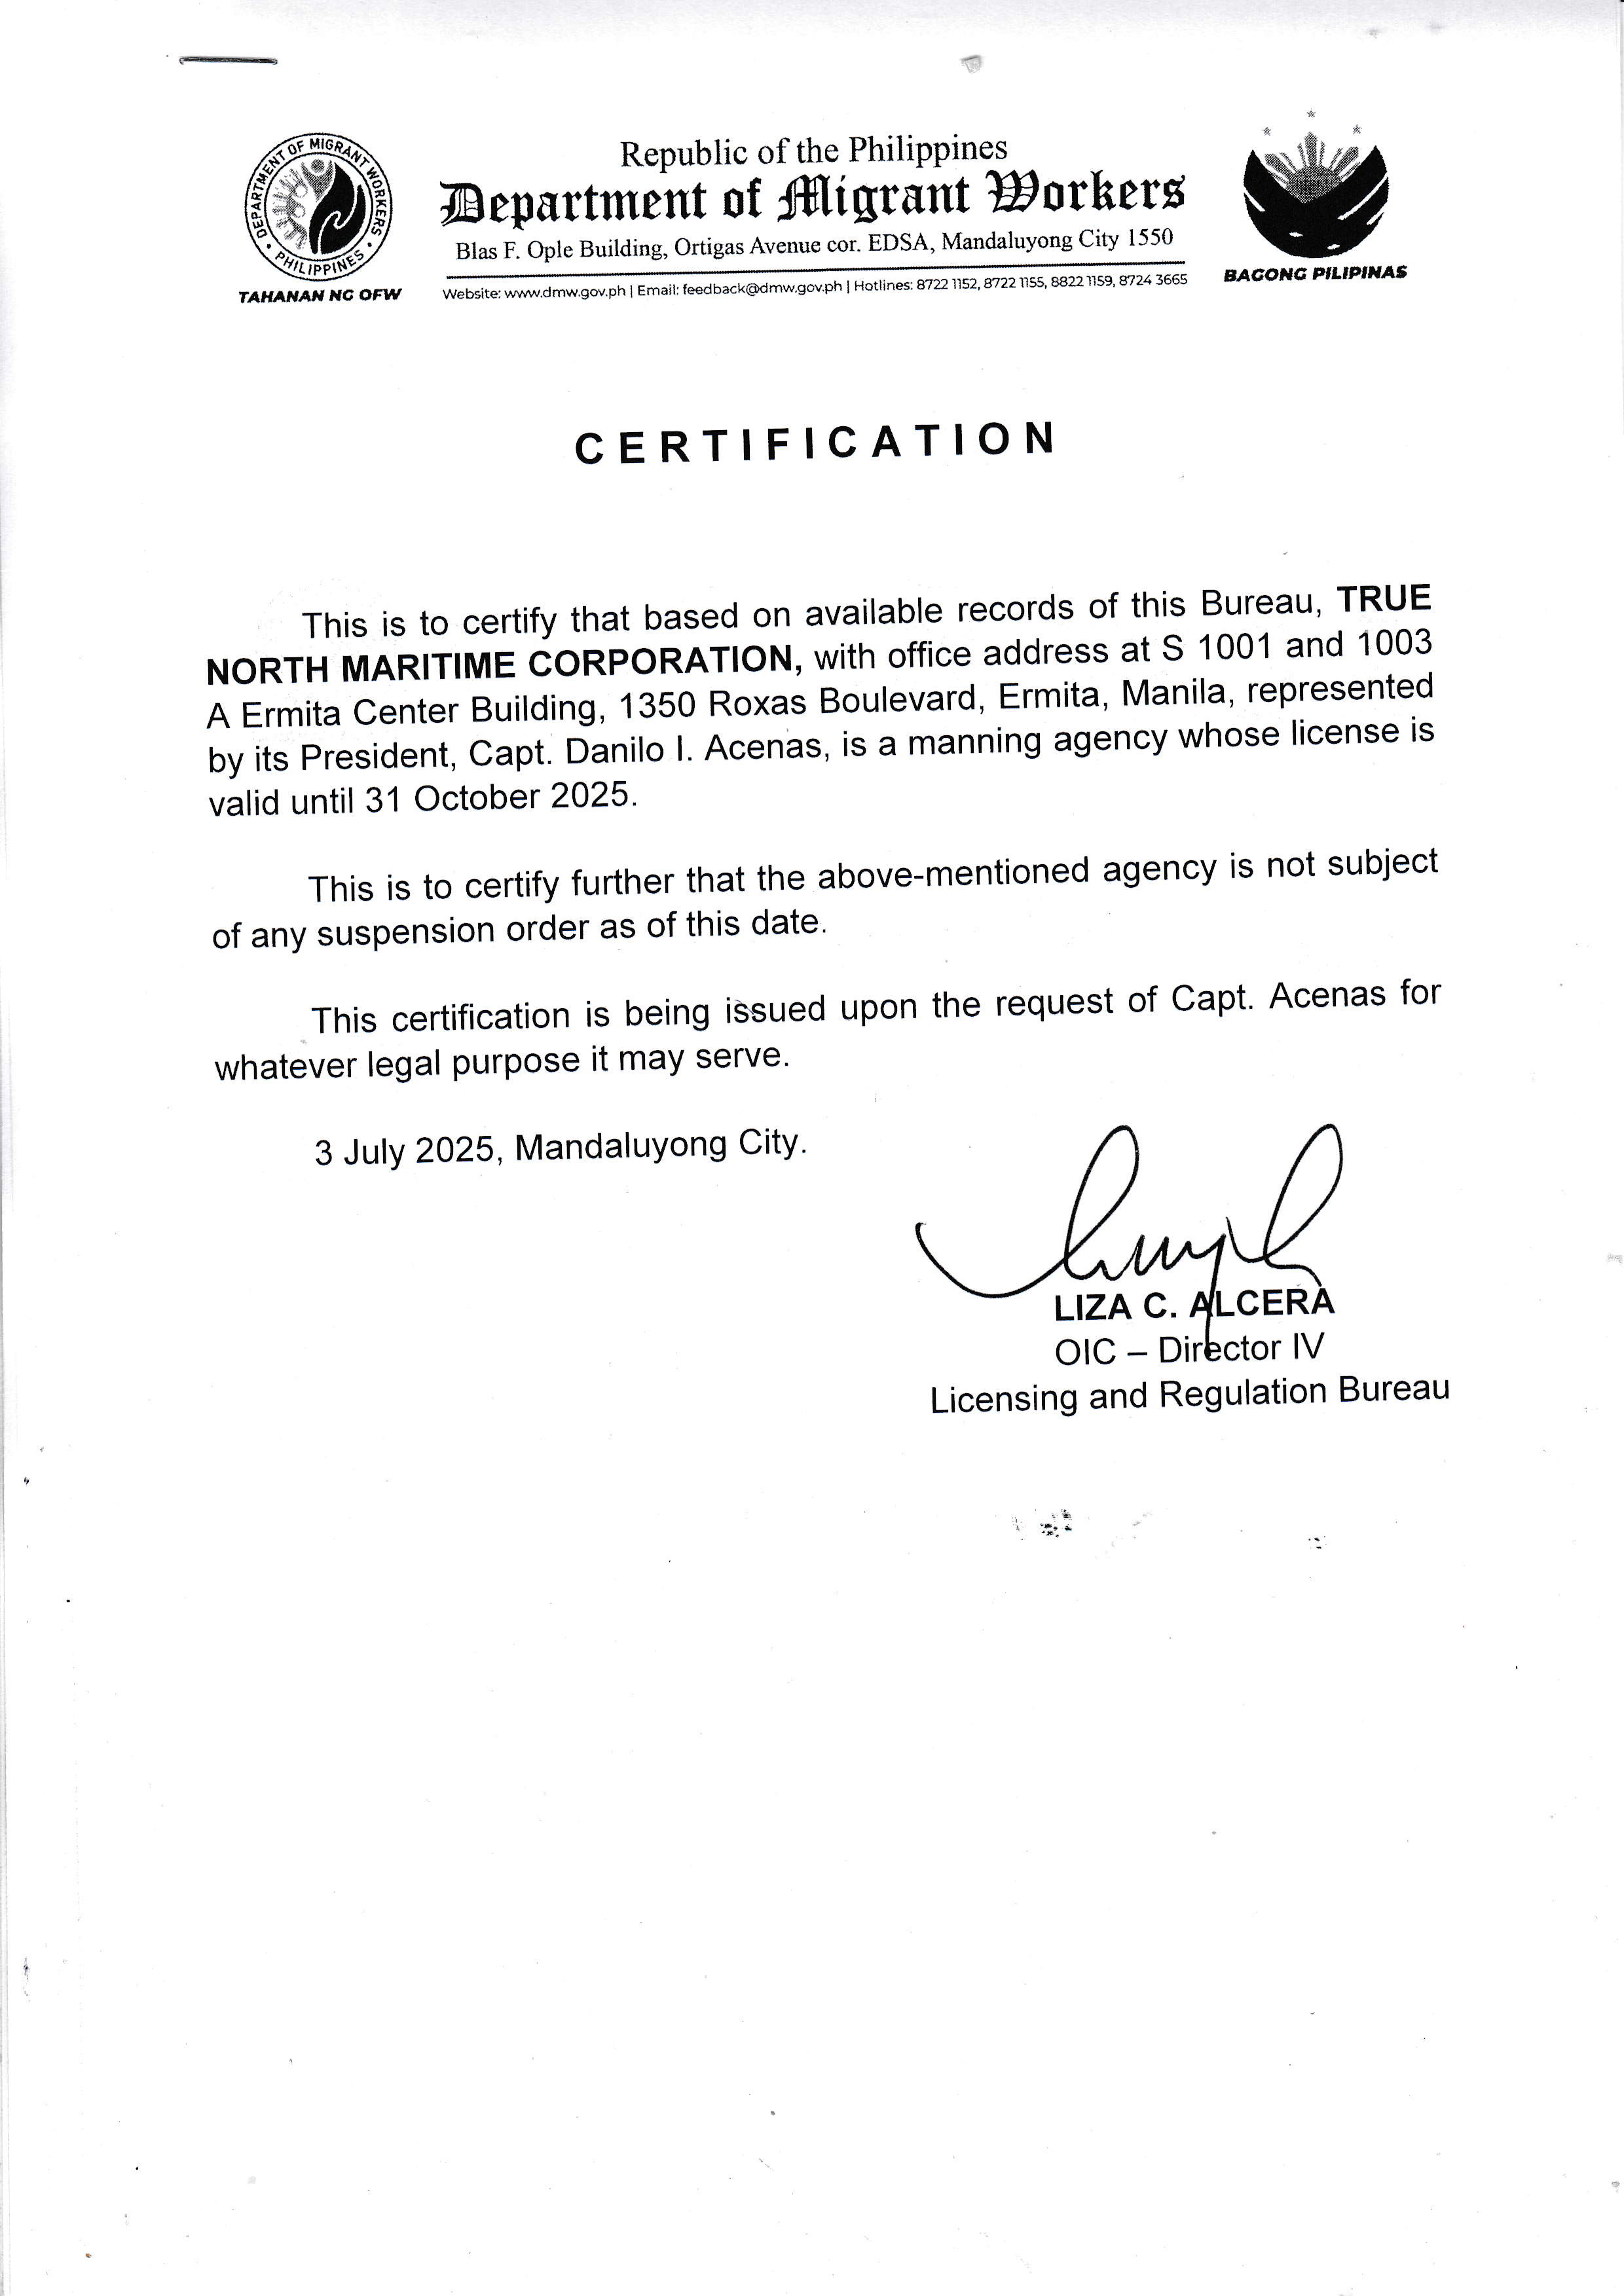 DEPARTMENT OF MIGRANT WORKERS
PHILIPPINES
TAHANAN NG OFW
Republic of the Philippines
Department of Migrant Workers
Blas F. Ople Building, Ortigas Avenue cor. EDSA, Mandaluyong City 1550
Website: www.dmw.gov.ph | Email: feedback@dmw.gov.ph | Hotlines: 8722 1152, 8722 1155, 8822 1159, 8724 3665
BAGONG PILIPINAS
CERTIFICATION
This is to certify that based on available records of this Bureau, TRUE
NORTH MARITIME CORPORATION, with office address at S 1001 and 1003
A Ermita Center Building, 1350 Roxas Boulevard, Ermita, Manila, represented
by its President, Capt. Danilo I. Acenas, is a manning agency whose license is
valid until 31 October 2025.
This is to certify further that the above-mentioned agency is not subject
of any suspension order as of this date.
This certification is being issued upon the request of Capt. Acenas for
whatever legal purpose it may serve.
3 July 2025, Mandaluyong City.
LIZA C. ALCERA
OIC – Director IV
Licensing and Regulation Bureau